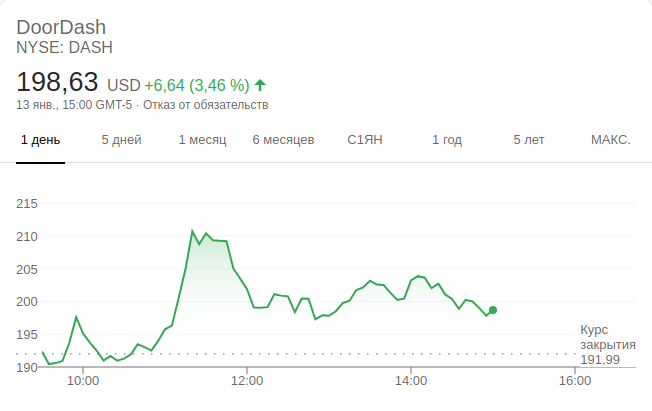 DoorDash
NYSE: DASH
198,63 USD +6,64 (3,46 %)
13 янв., 15:00 GMT-5 · Отказ от обязательств
1 день 5 дней 1 месяц 6 месяцев С1ЯН 1 год 5 лет МАКС.
215
210
205
200
195
190
Курс
закрытия
191,99
10:00 12:00 14:00 16:00